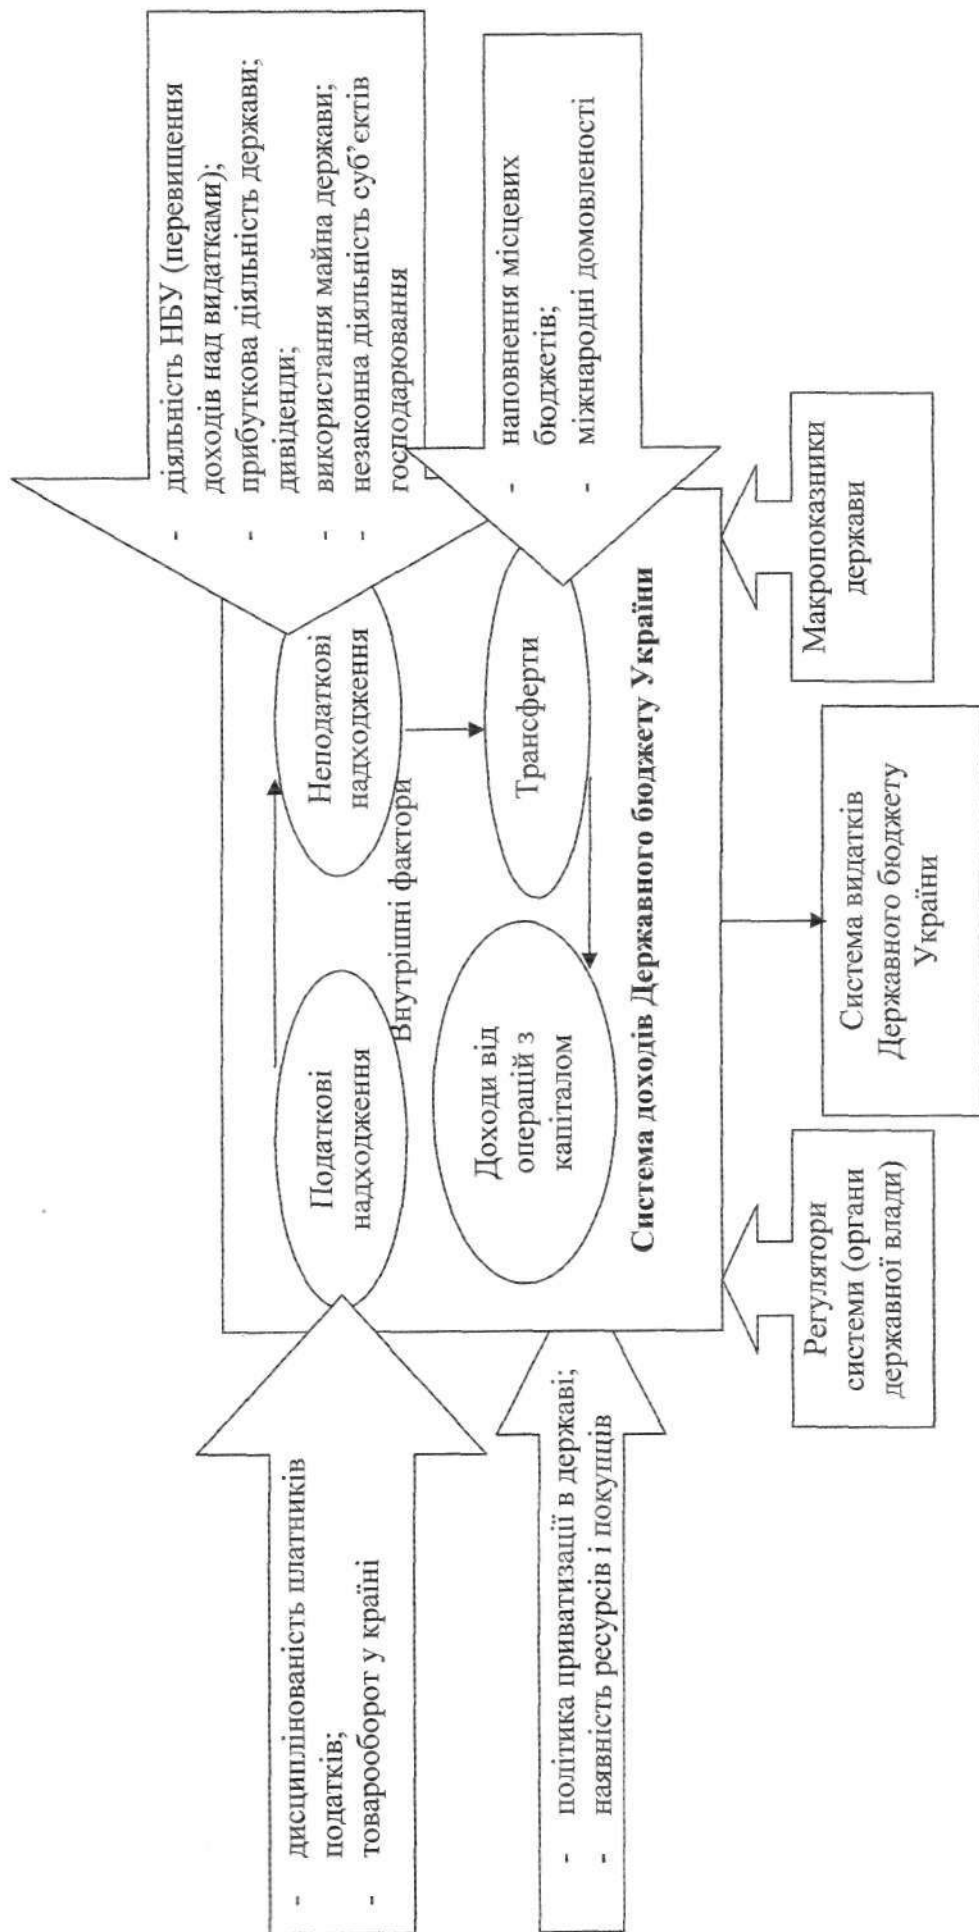 - дисциплінованість платників
податків;
- товарооборот у країні
- політика приватизації в державі;
- наявність ресурсів і покупців
Податкові
надходження
Неподаткові
надходження
Внутрішні фактори
Доходи від
операцій з
капіталом
Трансферти
Система доходів Державного бюджету України
- діяльність НБУ (перевищення
доходів над видатками);
- прибуткова діяльність держави;
дивіденди;
- використання майна держави;
- незаконна діяльність суб’єктів
господарювання
- наповнення місцевих
бюджетів;
- міжнародні домовленості
Регулятори
системи (органи
державної влади)
Система видатків
Державного бюджету
України
Макропоказники
держави